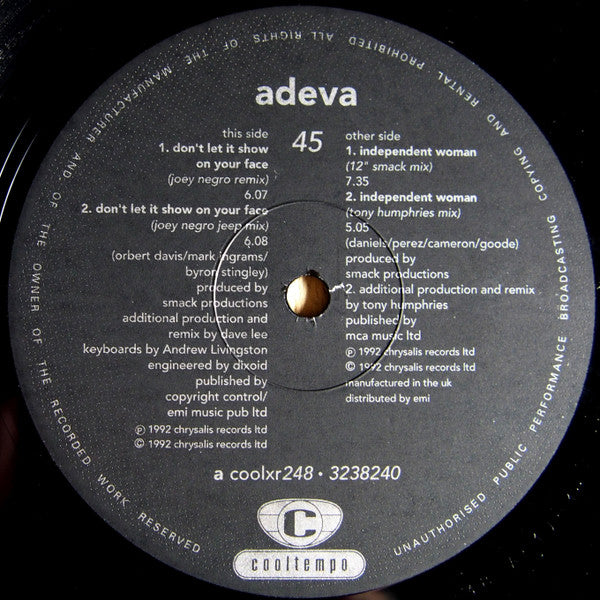 adeva
45
this side
1. don't let it show
on your face
(joey negro remix)
6.07
2. don't let it show on your face
(joey negro jeep mix)
6.08
(orbert davis/mark ingrams/
byron stingley)
produced by
smack productions
additional production and
remix by dave lee
keyboards by Andrew Livingston
engineered by dixoid
published by
copyright control/
emi music pub ltd
℗ 1992 chrysalis records ltd
© 1992 chrysalis records ltd
other side
1. independent woman
(12" smack mix)
7.35
2. independent woman
(tony humphries mix)
5.05
(daniels/perez/cameron/goode)
produced by
smack productions
2. additional production and remix
by tony humphries
published by
mca music ltd
℗ 1992 chrysalis records ltd
© 1992 chrysalis records ltd
manufactured in the uk
distributed by emi
a coolxr248 • 3238240
C
cooltempo
ALL RIGHTS OF THE MANUFACTURER AND OF THE OWNER OF THE RECORDED WORK RESERVED
UNAUTHORISED PUBLIC PERFORMANCE BROADCASTING COPYING AND RENTAL PROHIBITED